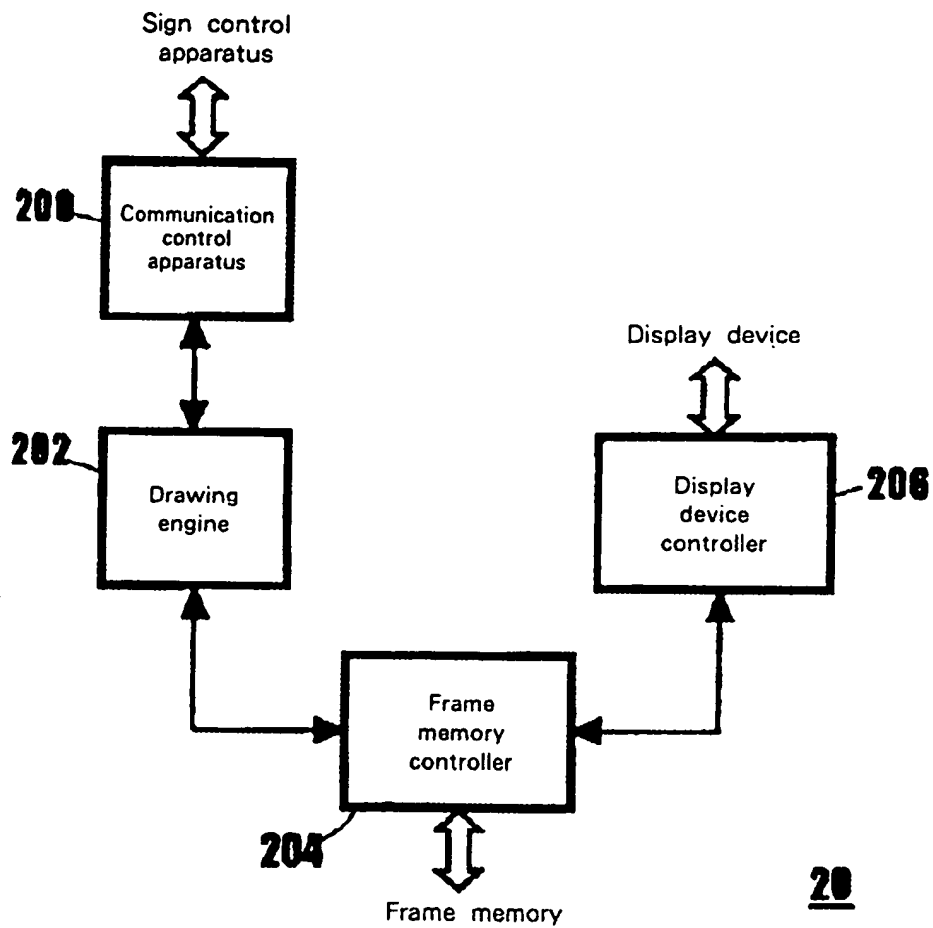 Sign control
apparatus
200
Communication
control
apparatus
Display device
202
Drawing
engine
Display
device
controller
206
Frame
memory
controller
204
Frame memory
20